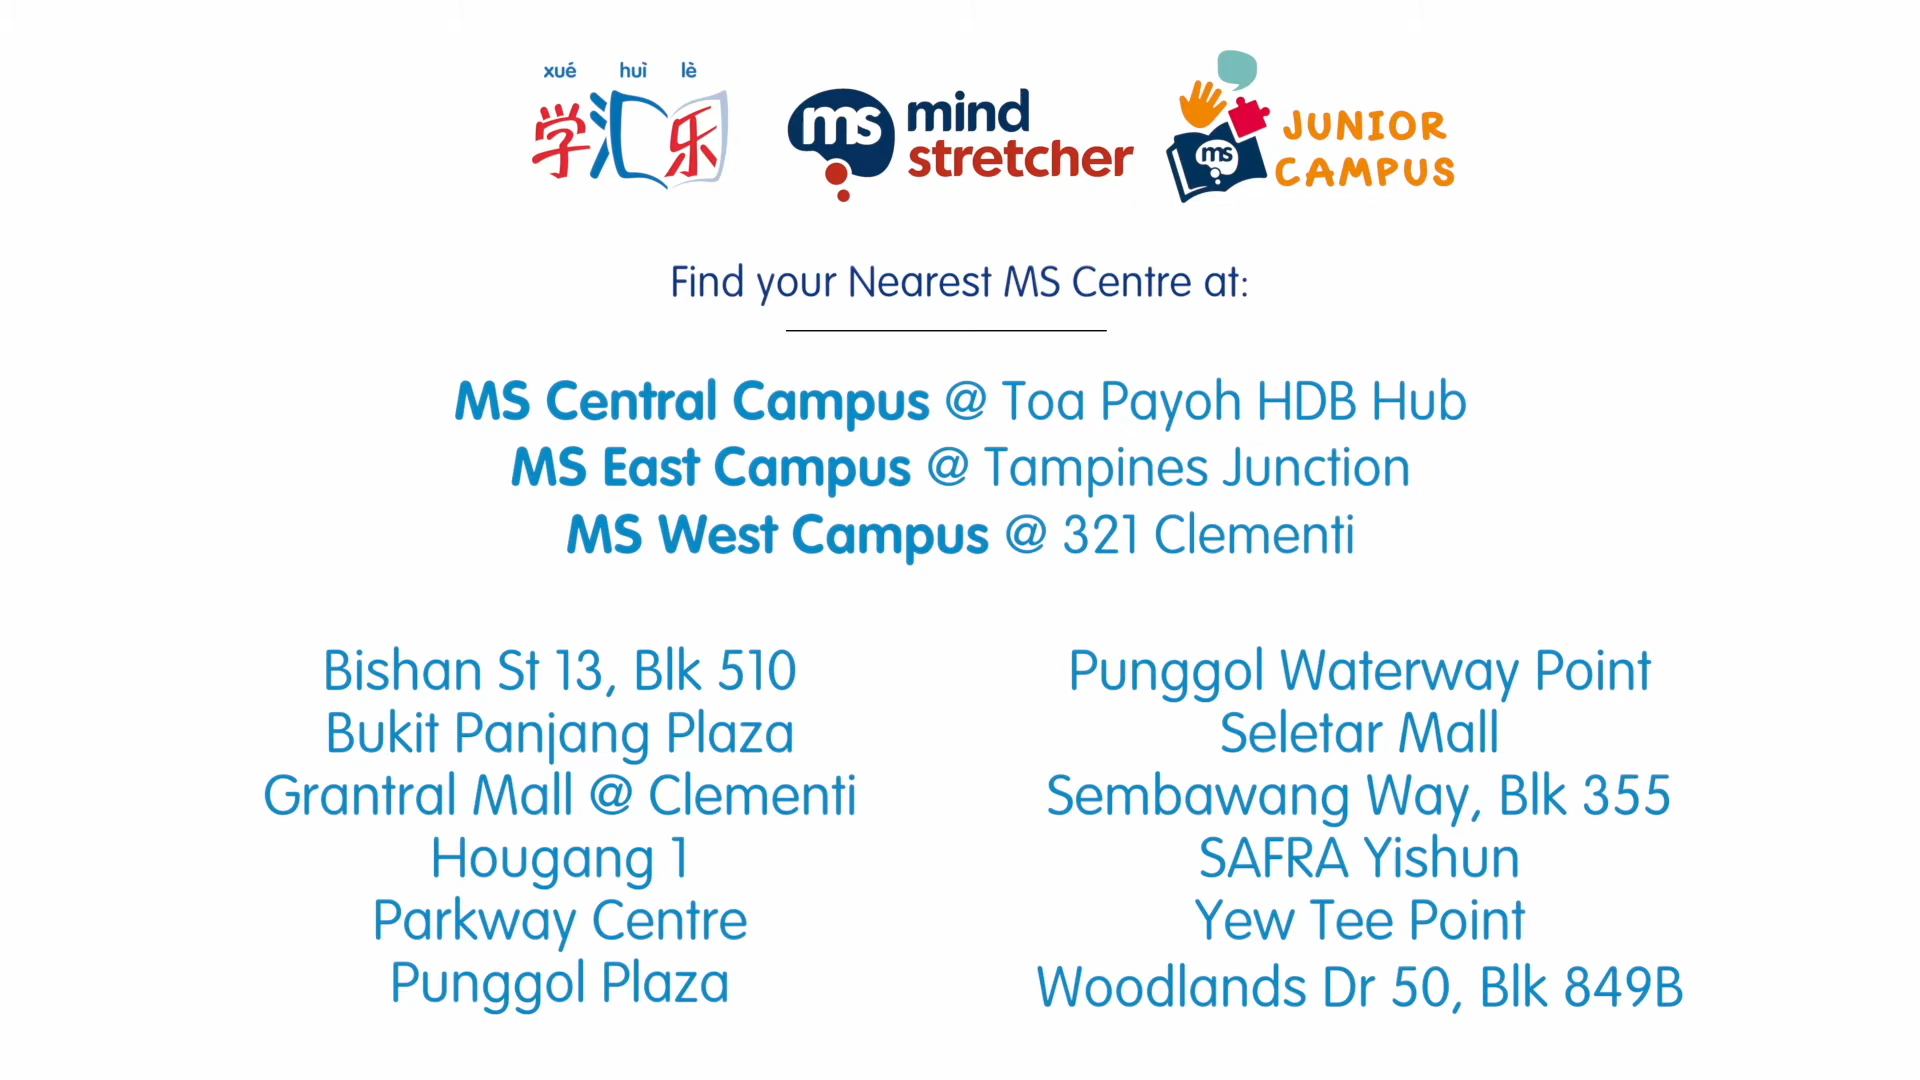 xué huì lè
学汇乐
ms
mind
stretcher
ms
JUNIOR
CAMPUS
Find your Nearest MS Centre at:
MS Central Campus @ Toa Payoh HDB Hub
MS East Campus @ Tampines Junction
MS West Campus @ 321 Clementi
Bishan St 13, Blk 510
Bukit Panjang Plaza
Grantral Mall @ Clementi
Hougang 1
Parkway Centre
Punggol Plaza
Punggol Waterway Point
Seletar Mall
Sembawang Way, Blk 355
SAFRA Yishun
Yew Tee Point
Woodlands Dr 50, Blk 849B